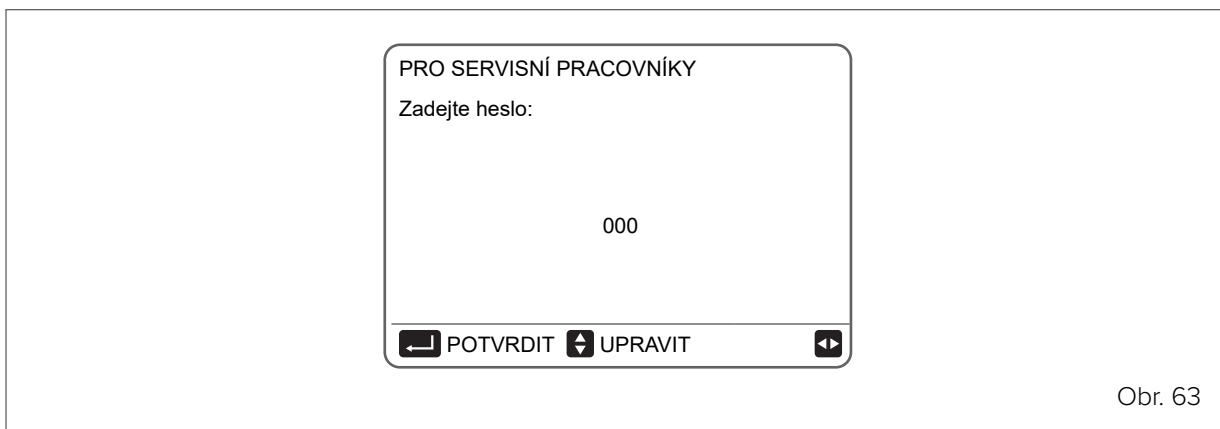 PRO SERVISNÍ PRACOVNÍKY
Zadejte heslo:
000
POTVRDIT UPRAVIT
Obr. 63